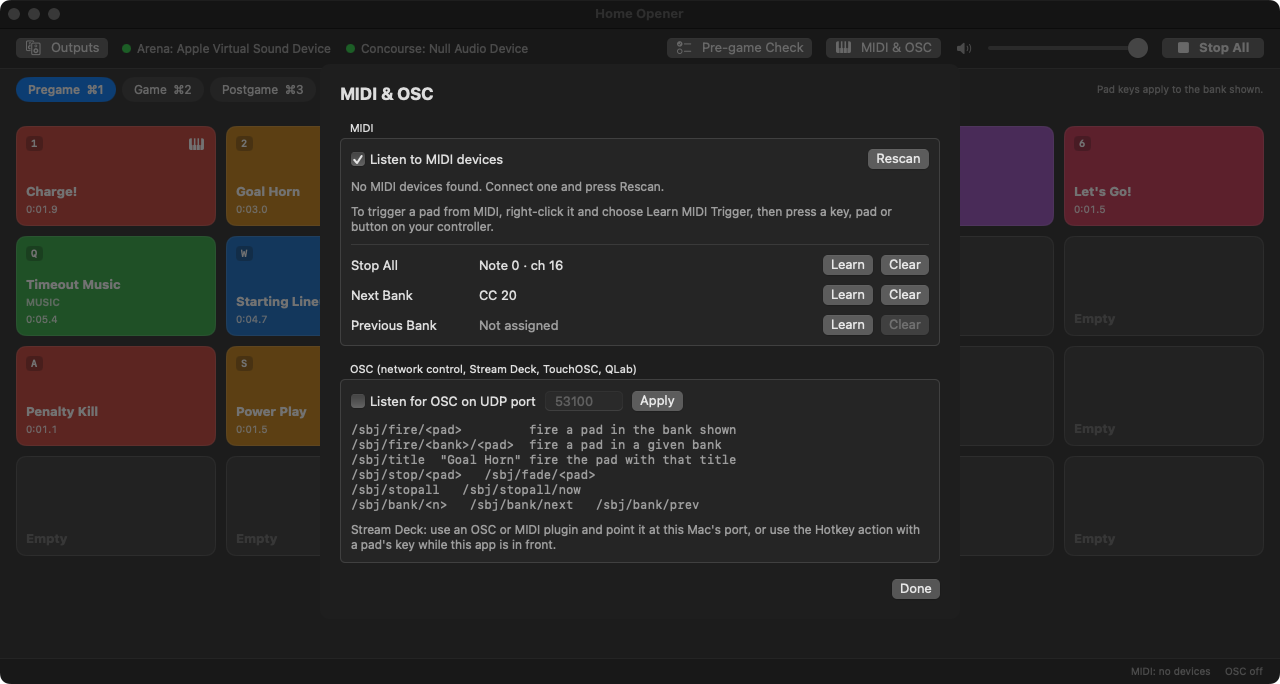 Home Opener
Outputs
Arena: Apple Virtual Sound Device
Concourse: Null Audio Device
Pre-game Check
MIDI & OSC
Stop All
Pregame ⌘1
Game ⌘2
Postgame ⌘3
Pad keys apply to the bank shown.
1
Charge!
0:01.9
2
Goal Horn
0:03.0
6
Let's Go!
0:01.5
Q
Timeout Music
MUSIC
0:05.4
W
Starting Line
0:04.7
Empty
A
Penalty Kill
0:01.1
S
Power Play
0:01.5
Empty
Empty
Empty
Empty
MIDI & OSC
MIDI
Listen to MIDI devices
Rescan
No MIDI devices found. Connect one and press Rescan.
To trigger a pad from MIDI, right-click it and choose Learn MIDI Trigger, then press a key, pad or
button on your controller.
Stop All Note 0 · ch 16 Learn Clear
Next Bank CC 20 Learn Clear
Previous Bank Not assigned Learn Clear
OSC (network control, Stream Deck, TouchOSC, QLab)
Listen for OSC on UDP port 53100 Apply
/sbj/fire/<pad> fire a pad in the bank shown
/sbj/fire/<bank>/<pad> fire a pad in a given bank
/sbj/title "Goal Horn" fire the pad with that title
/sbj/stop/<pad> /sbj/fade/<pad>
/sbj/stopall /sbj/stopall/now
/sbj/bank/<n> /sbj/bank/next /sbj/bank/prev
Stream Deck: use an OSC or MIDI plugin and point it at this Mac's port, or use the Hotkey action with
a pad's key while this app is in front.
Done
MIDI: no devices
OSC off